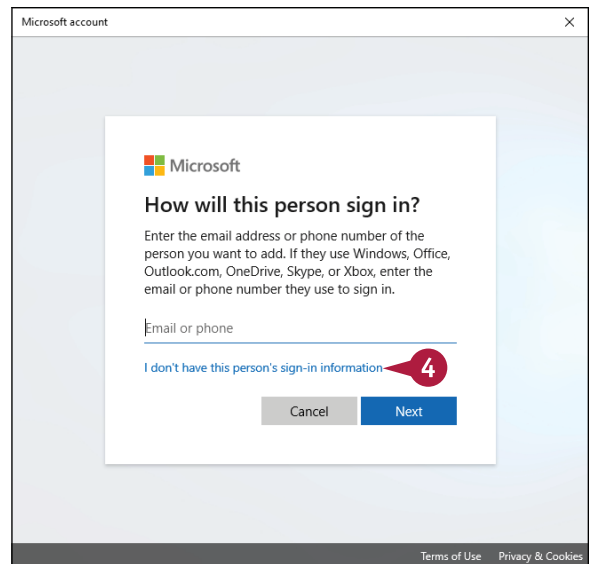 Microsoft account
Microsoft
How will this person sign in?
Enter the email address or phone number of the
person you want to add. If they use Windows, Office,
Outlook.com, OneDrive, Skype, or Xbox, enter the
email or phone number they use to sign in.
Email or phone
I don't have this person's sign-in information 4
Cancel Next
Terms of Use Privacy & Cookies